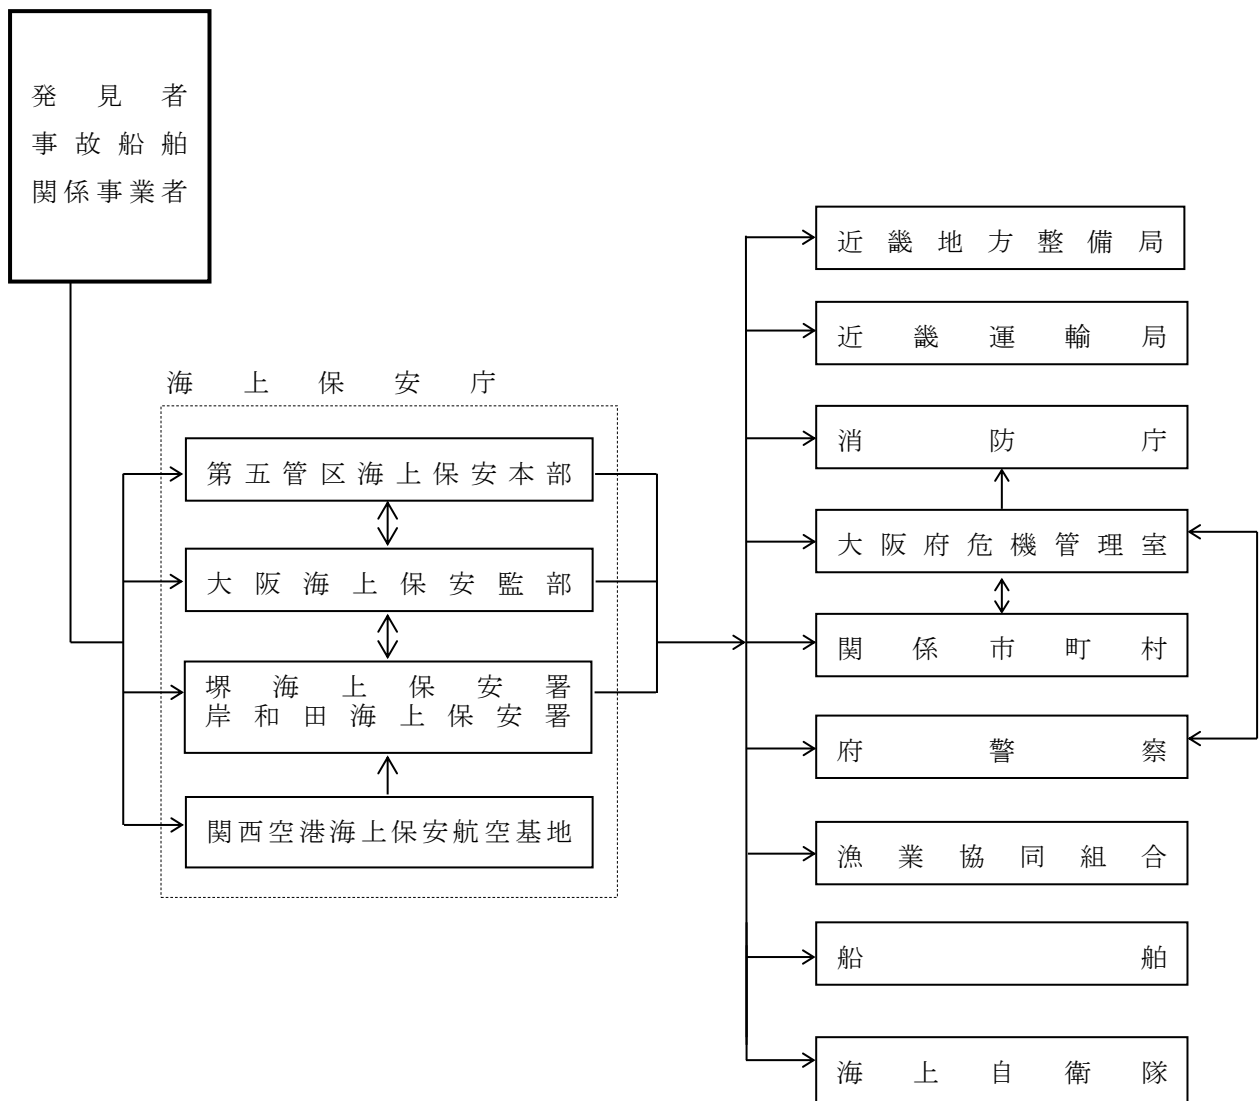 発見者
事故船舶
関係事業者
海上保安庁
第五管区海上保安本部
大阪海上保安監部
堺海上保安署
岸和田海上保安署
関西空港海上保安航空基地
近畿地方整備局
近畿運輸局
消防庁
大阪府危機管理室
関係市町村
府警察
漁業協同組合
船舶
海上自衛隊